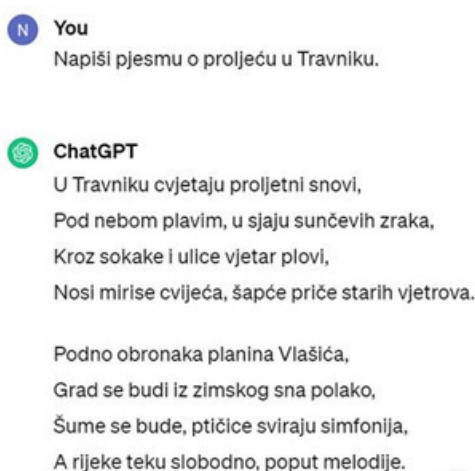 N
You
Napiši pjesmu o proljeću u Travniku.
ChatGPT
U Travniku cvjetaju proljetni snovi,
Pod nebom plavim, u sjaju sunčevih zraka,
Kroz sokake i ulice vjetar plovi,
Nosi mirise cvijeća, šapće priče starih vjetrova.
Podno obronaka planina Vlašića,
Grad se budi iz zimskog sna polako,
Šume se bude, ptičice sviraju simfonija,
A rijeke teku slobodno, poput melodije.